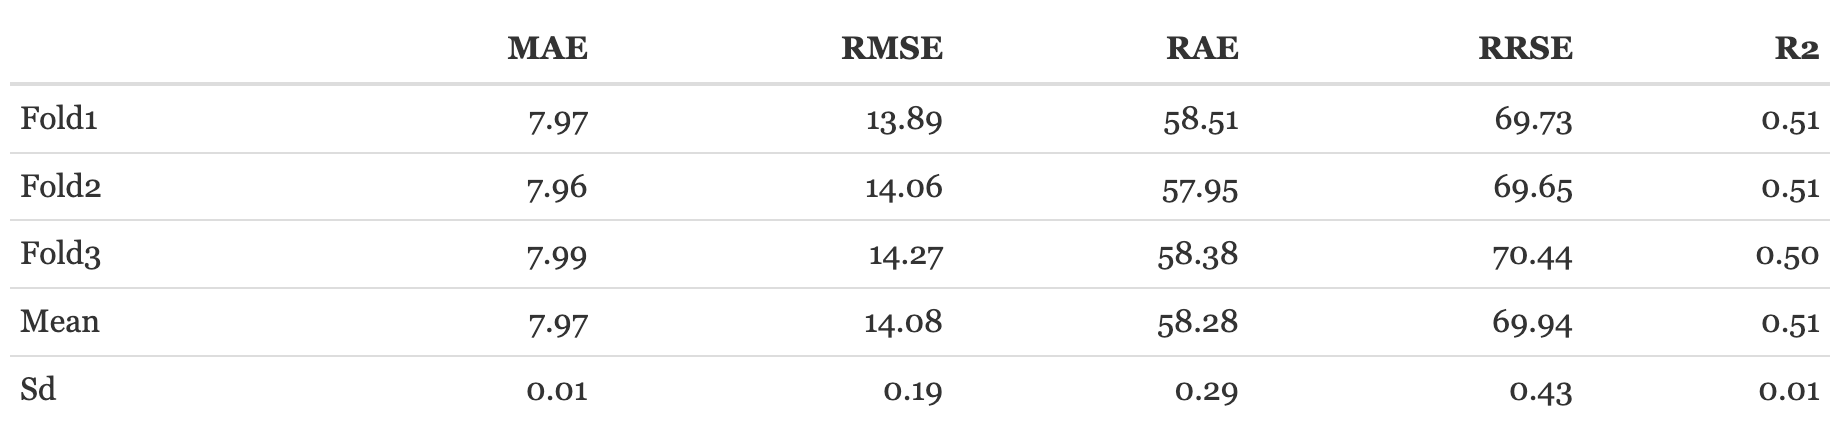 MAE RMSE RAE RRSE R2
Fold1 7.97 13.89 58.51 69.73 0.51
Fold2 7.96 14.06 57.95 69.65 0.51
Fold3 7.99 14.27 58.38 70.44 0.50
Mean 7.97 14.08 58.28 69.94 0.51
Sd 0.01 0.19 0.29 0.43 0.01